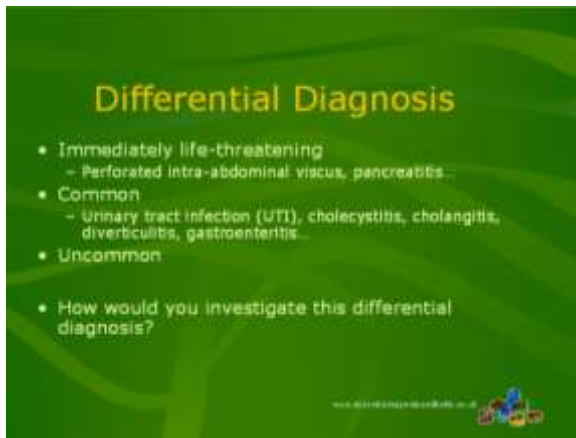 Differential Diagnosis
• Immediately life-threatening
– Perforated intra-abdominal viscus, pancreatitis...
• Common
– Urinary tract infection (UTI), cholecystitis, cholangitis,
diverticulitis, gastroenteritis...
• Uncommon
• How would you investigate this differential
diagnosis?